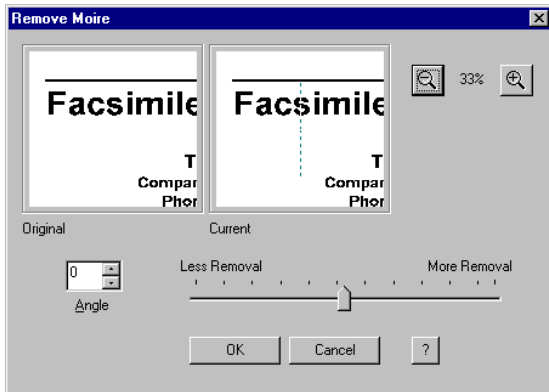 Remove Moire
Facsimile
T
Compar
Phor
Facsimile
T
Compar
Phor
33%
Original
Current
0
Angle
Less Removal
More Removal
OK
Cancel
?